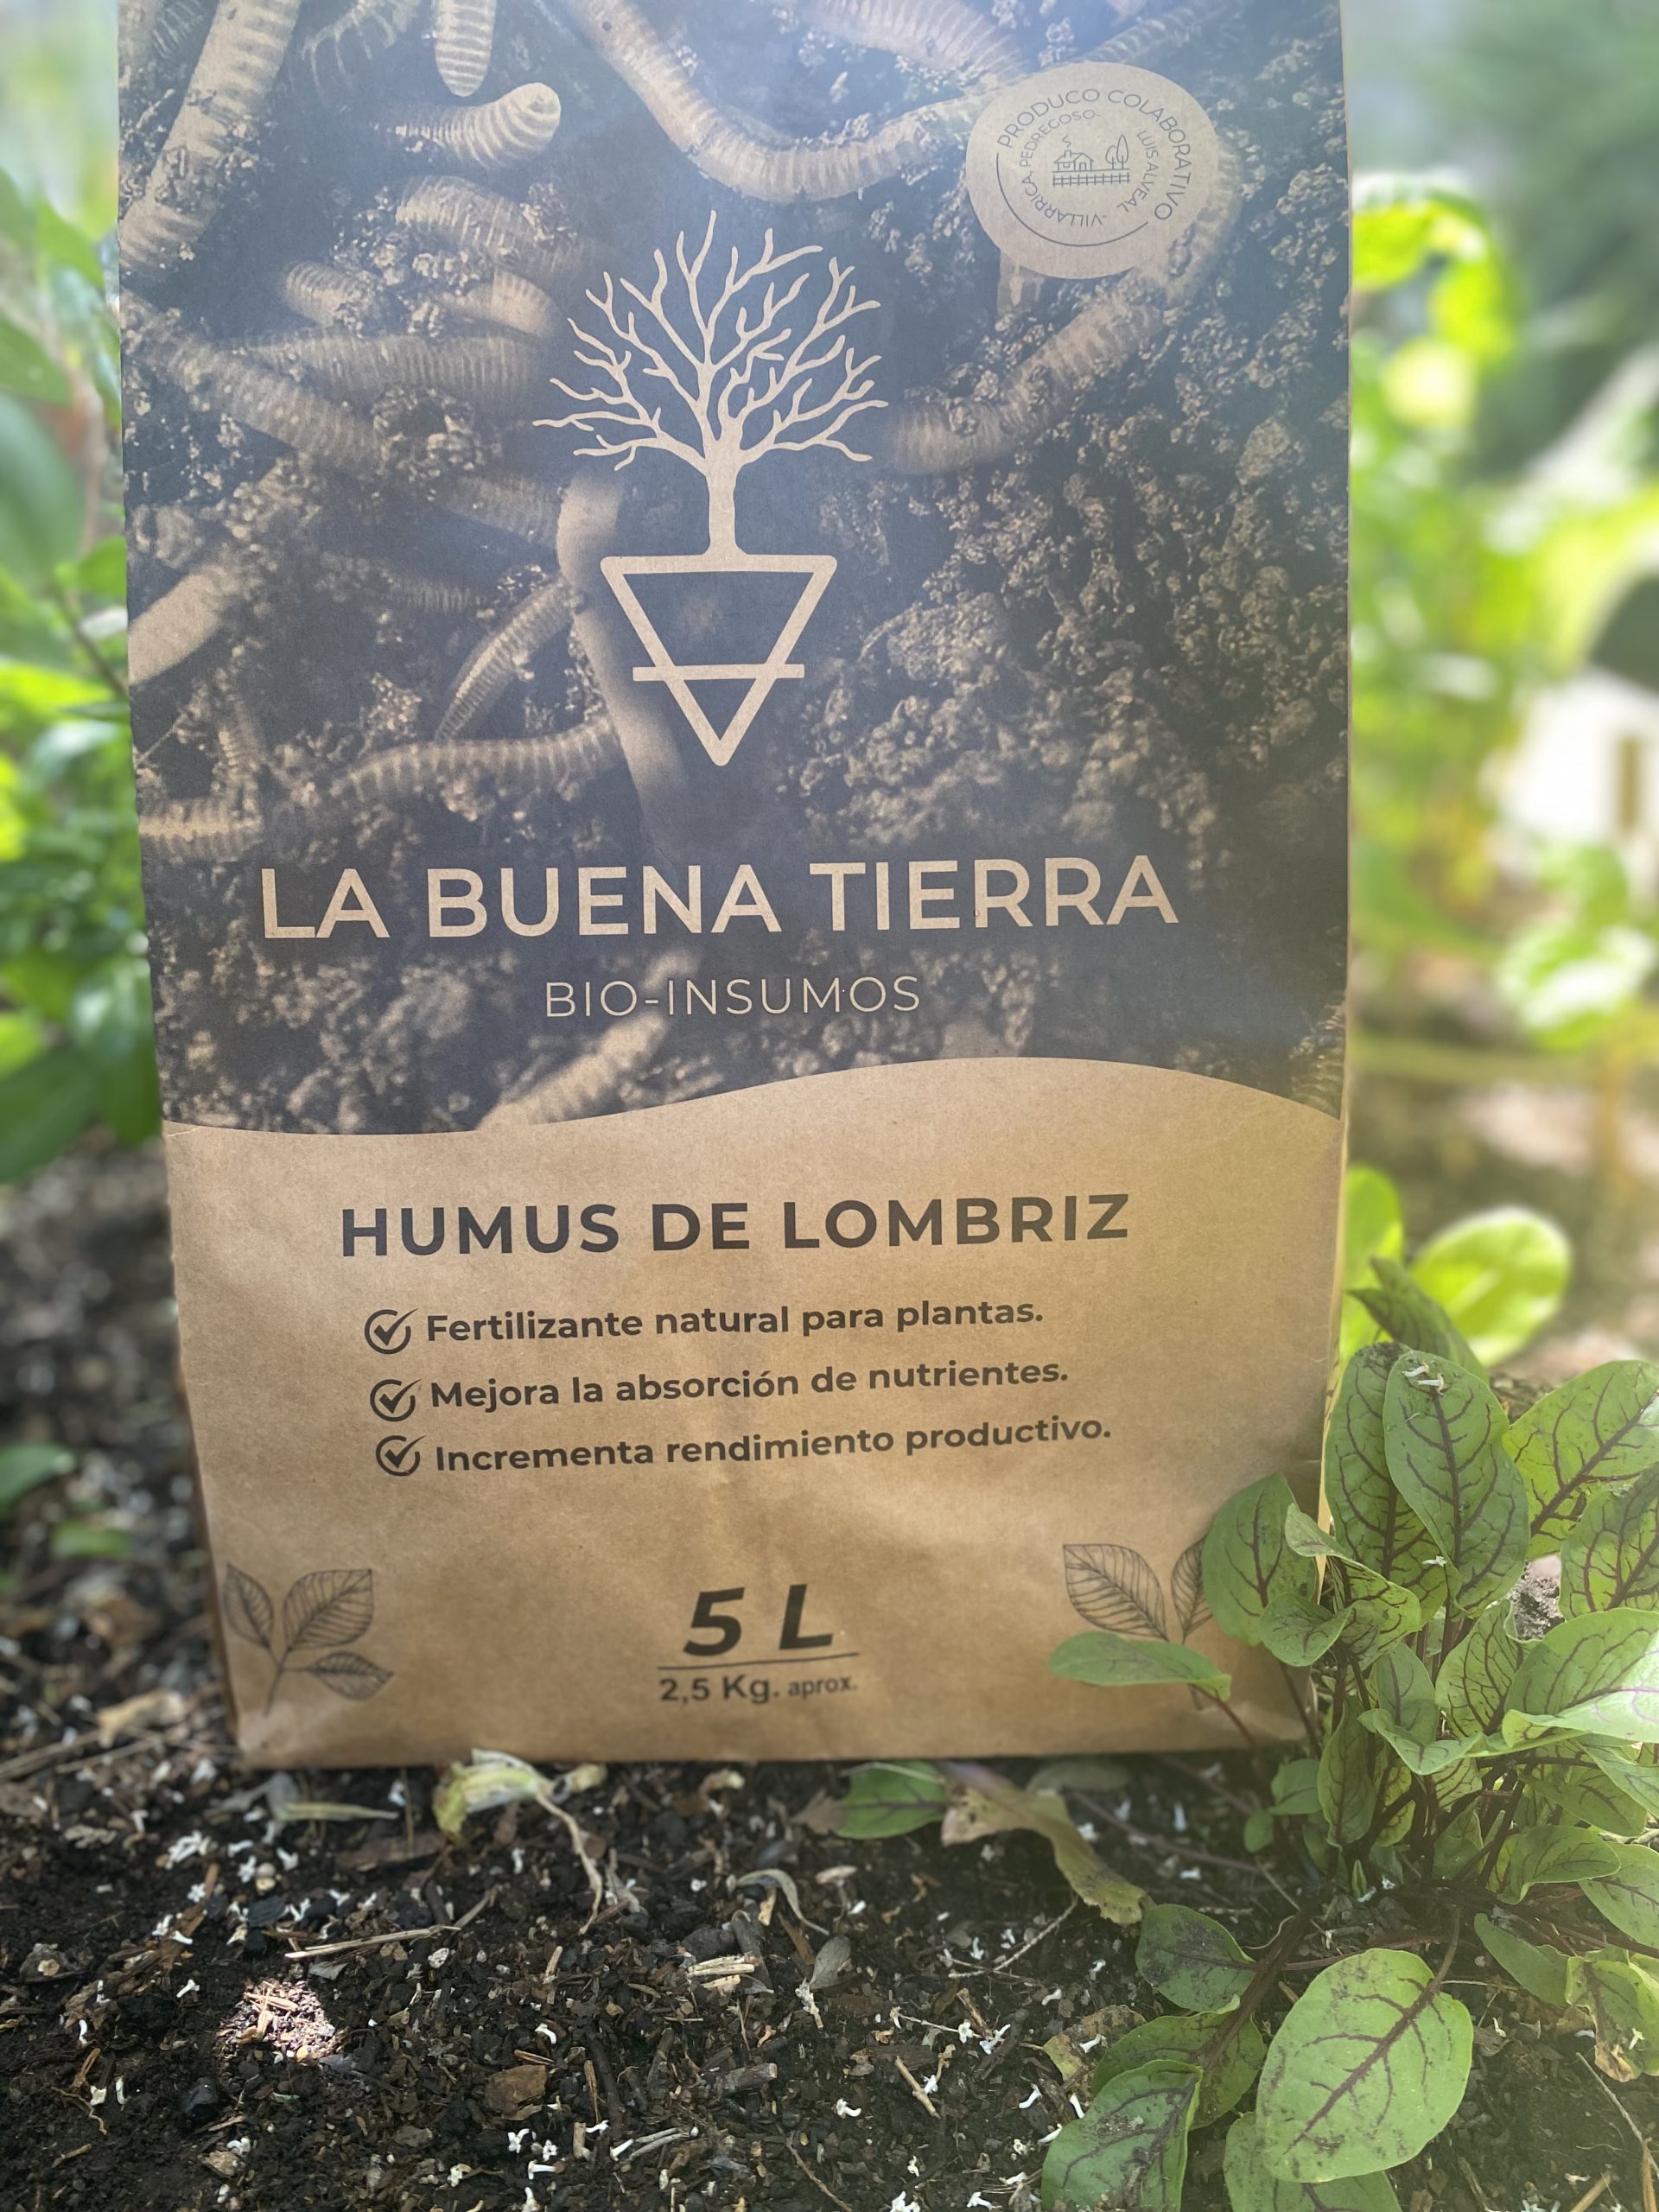 PRODUCO COLABORATIVO
LUIS ALVEAL · VILLARRICA, PEDREGOSO·
LA BUENA TIERRA
BIO-INSUMOS
HUMUS DE LOMBRIZ
Fertilizante natural para plantas.
Mejora la absorción de nutrientes.
Incrementa rendimiento productivo.
5 L
2,5 Kg. aprox.